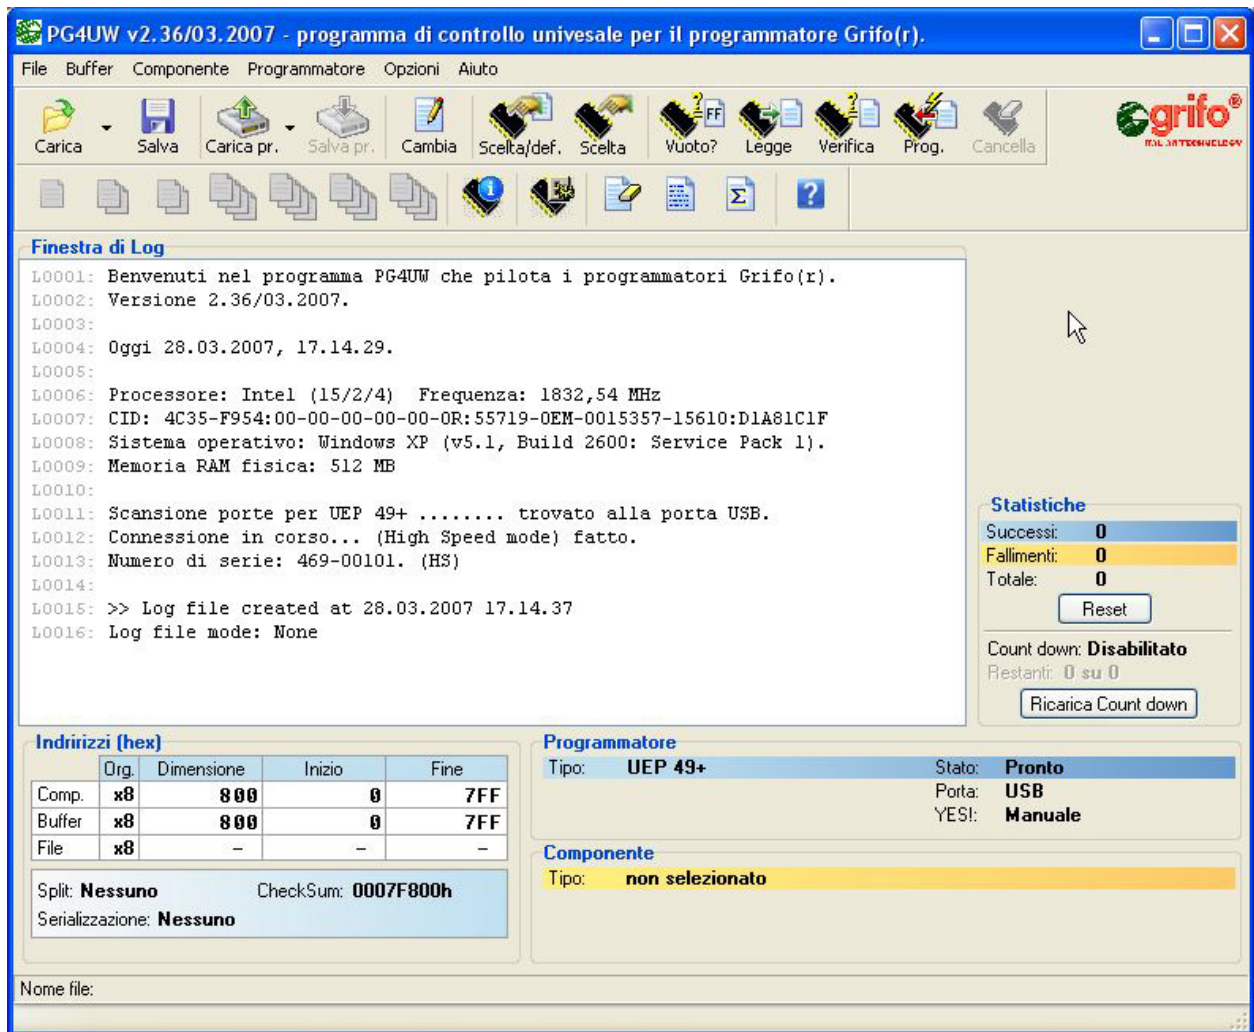 PG4UW v2.36/03.2007 - programma di controllo univesale per il programmatore Grifo(r).
File Buffer Componente Programmatore Opzioni Aiuto
Carica Salva Carica pr. Salva pr. Cambia Scelta/def. Scelta Vuoto? Legge Verifica Prog. Cancella
grifo®
ITALIAN TECHNOLOGY
Finestra di Log
L0001: Benvenuti nel programma PG4UW che pilota i programmatori Grifo(r).
L0002: Versione 2.36/03.2007.
L0003:
L0004: Oggi 28.03.2007, 17.14.29.
L0005:
L0006: Processore: Intel (15/2/4) Frequenza: 1832,54 MHz
L0007: CID: 4C35-F954:00-00-00-00-00-0R:55719-OEM-0015357-15610:D1A81C1F
L0008: Sistema operativo: Windows XP (v5.1, Build 2600: Service Pack 1).
L0009: Memoria RAM fisica: 512 MB
L0010:
L0011: Scansione porte per UEP 49+ ........ trovato alla porta USB.
L0012: Connessione in corso... (High Speed mode) fatto.
L0013: Numero di serie: 469-00101. (HS)
L0014:
L0015: >> Log file created at 28.03.2007 17.14.37
L0016: Log file mode: None
Statistiche
Successi: 0
Fallimenti: 0
Totale: 0
Reset
Count down: Disabilitato
Restanti: 0 su 0
Ricarica Count down
Indririzzi (hex)
Org. Dimensione Inizio Fine
Comp. x8 800 0 7FF
Buffer x8 800 0 7FF
File x8 – – –
Split: Nessuno CheckSum: 0007F800h
Serializzazione: Nessuno
Programmatore
Tipo: UEP 49+ Stato: Pronto
Porta: USB
YES!: Manuale
Componente
Tipo: non selezionato
Nome file: